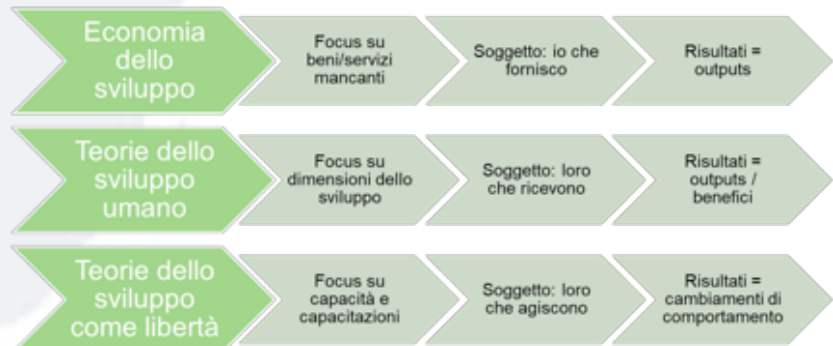 Economia
dello
sviluppo
Focus su
beni/servizi
mancanti
Soggetto: io che
fornisco
Risultati =
outputs
Teorie dello
sviluppo
umano
Focus su
dimensioni dello
sviluppo
Soggetto: loro
che ricevono
Risultati =
outputs /
benefici
Teorie dello
sviluppo
come libertà
Focus su
capacità e
capacitazioni
Soggetto: loro
che agiscono
Risultati =
cambiamenti di
comportamento